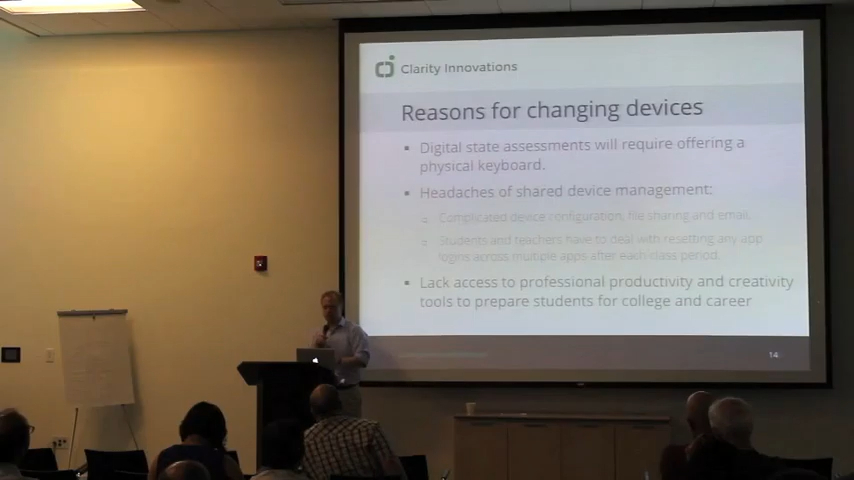 Clarity Innovations
Reasons for changing devices
Digital state assessments will require offering a
physical keyboard.
Headaches of shared device management:
Complicated device configuration, file sharing and email.
Students and teachers have to deal with resetting any app
logins across multiple apps after each class period.
Lack access to professional productivity and creativity
tools to prepare students for college and career
14